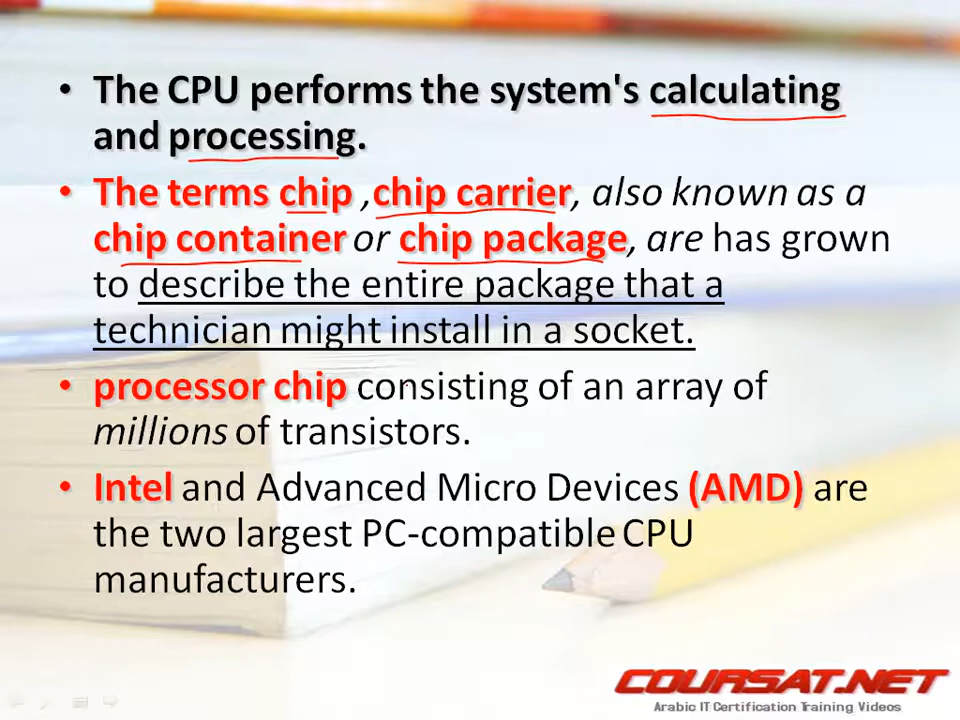 • The CPU performs the system's calculating
and processing.
• The terms chip ,chip carrier, also known as a
chip container or chip package, are has grown
to describe the entire package that a
technician might install in a socket.
• processor chip consisting of an array of
millions of transistors.
• Intel and Advanced Micro Devices (AMD) are
the two largest PC-compatible CPU
manufacturers.
COURSAT.NET
Arabic IT Certification Training Videos